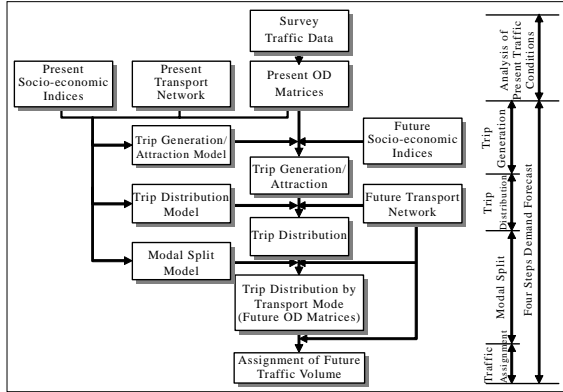 Survey
Traffic Data
Present
Socio-economic
Indices
Present
Transport
Network
Present OD
Matrices
Trip Generation/
Attraction Model
Future
Socio-economic
Indices
Trip Generation/
Attraction
Trip Distribution
Model
Future Transport
Network
Trip Distribution
Modal Split
Model
Trip Distribution by
Transport Mode
(Future OD Matrices)
Assignment of Future
Traffic Volume
Analysis of
Present Traffic
Conditions
Trip
Generation
Trip
Distribution
Modal Split
Traffic
Assignment
Four Steps Demand Forecast